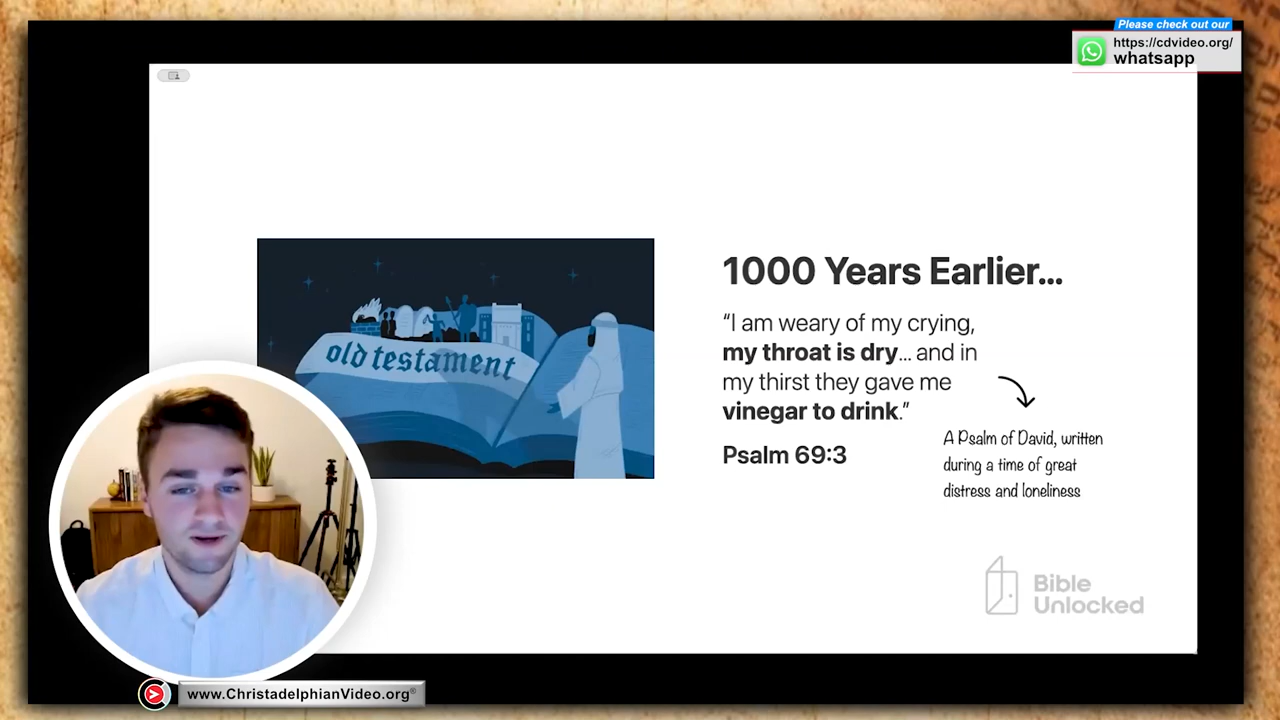 Please check out our
https://cdvideo.org/
whatsapp
old testament
1000 Years Earlier...
“I am weary of my crying,
my throat is dry... and in
my thirst they gave me
vinegar to drink.”
Psalm 69:3
A Psalm of David, written
during a time of great
distress and loneliness
Bible
Unlocked
www.ChristadelphianVideo.org®